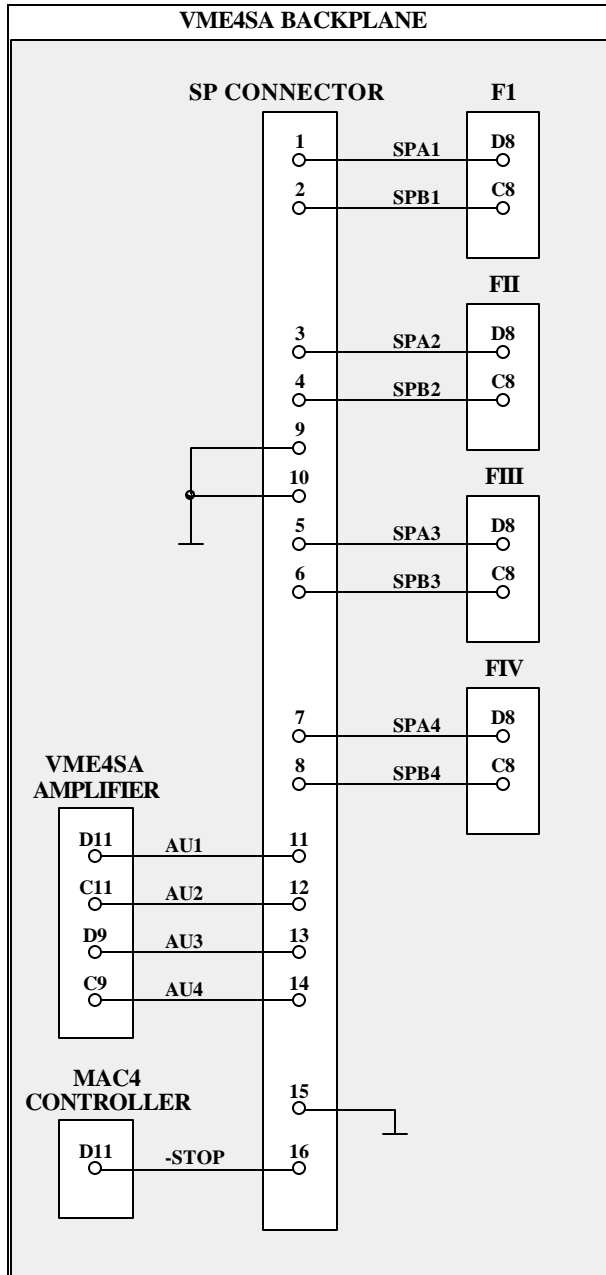 VME4SA BACKPLANE
SP CONNECTOR F1
1 SPA1 D8
2 SPB1 C8
FII
3 SPA2 D8
4 SPB2 C8
9
10 FIII
5 SPA3 D8
6 SPB3 C8
FIV
7 SPA4 D8
8 SPB4 C8
VME4SA
AMPLIFIER
D11 AU1 11
C11 AU2 12
D9 AU3 13
C9 AU4 14
MAC4
CONTROLLER
15
D11 -STOP 16